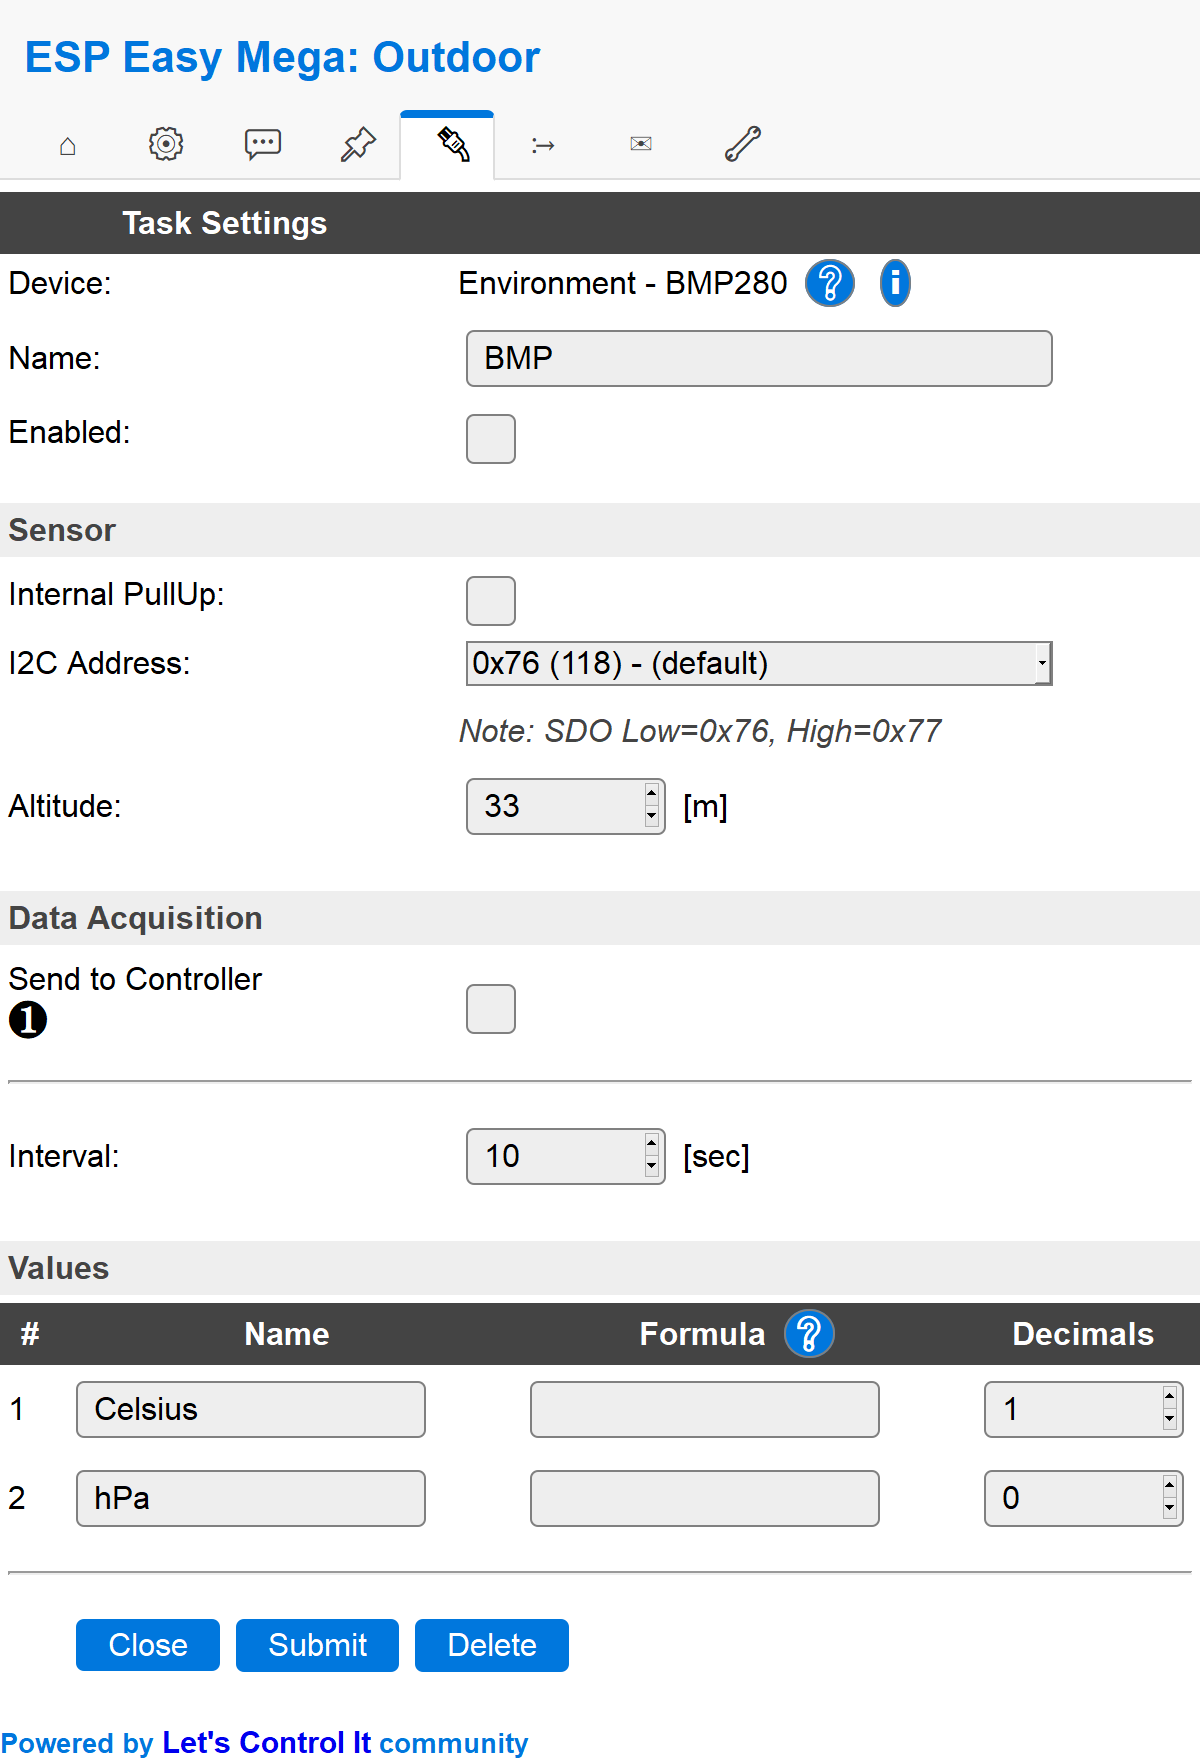 ESP Easy Mega: Outdoor
Task Settings
Device: Environment - BMP280 ? i
Name: BMP
Enabled:
Sensor
Internal PullUp:
I2C Address: 0x76 (118) - (default)
Note: SDO Low=0x76, High=0x77
Altitude: 33 [m]
Data Acquisition
Send to Controller
1
Interval: 10 [sec]
Values
# Name Formula ? Decimals
1 Celsius 1
2 hPa 0
Close Submit Delete
Powered by Let's Control It community